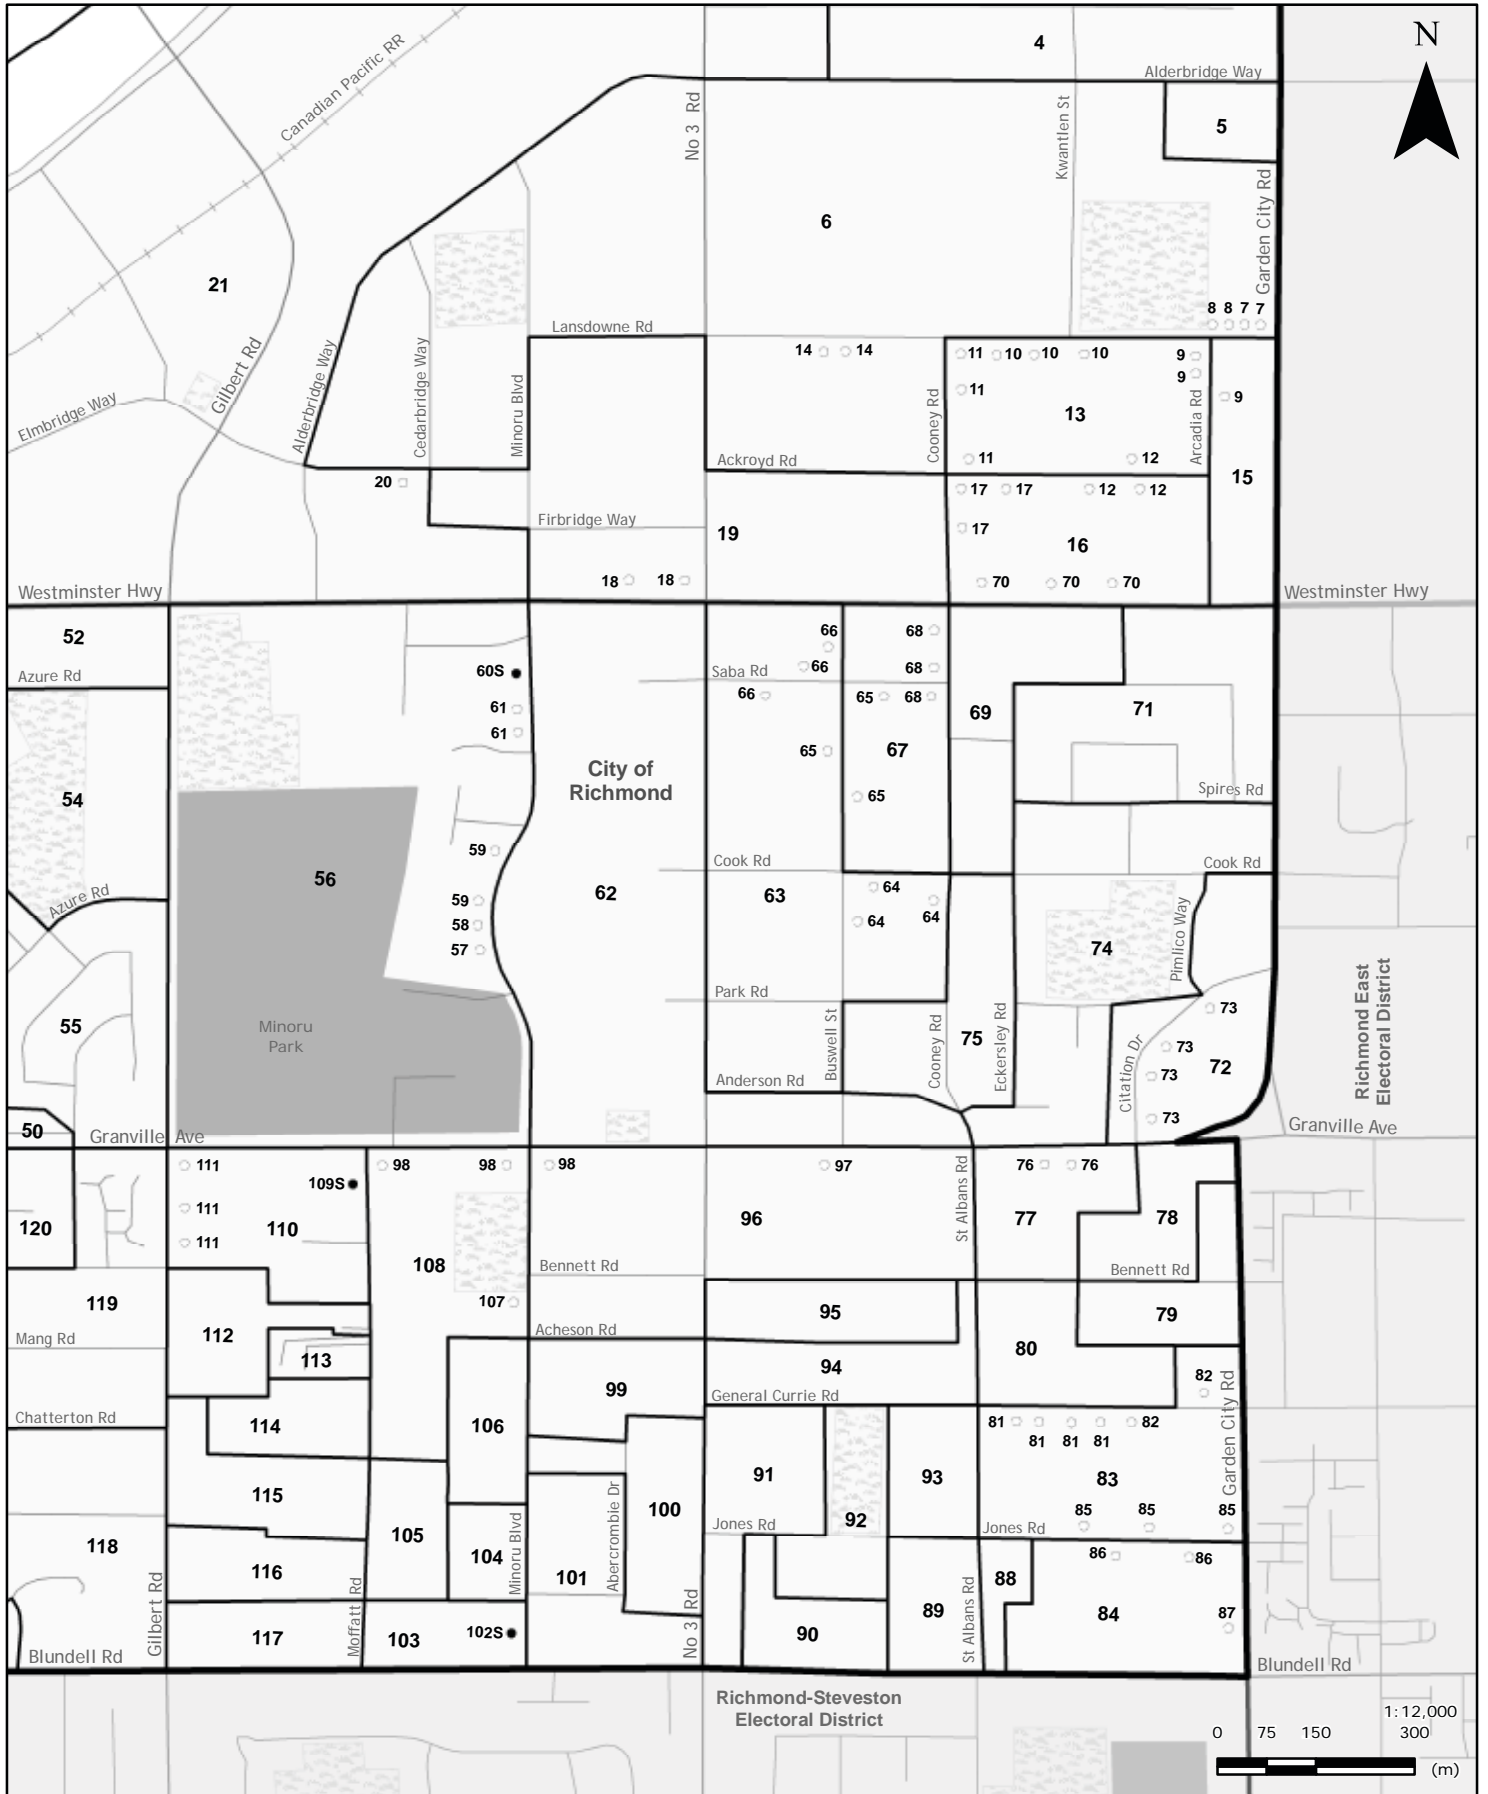 4
N
Alderbridge Way
Canadian Pacific RR
No 3 Rd
Kwantlen St
5
Garden City Rd
6
21
8 8 7 7
Lansdowne Rd
14 14
11 10 10 10 9
9
Gilbert Rd
Alderbridge Way
Cedarbridge Way
Minoru Blvd
Cooney Rd
Arcadia Rd
11
9
Elmbridge Way
13
11 12
Ackroyd Rd
15
20
17 17 12 12
Firbridge Way
19
17
16
18 18
70 70 70
Westminster Hwy
Westminster Hwy
52
66 68
Azure Rd
60S
Saba Rd
66 68
61
66 65 68
69
71
61
65
67
City of
Richmond
54
65
Spires Rd
59
Cook Rd
Cook Rd
56
62
63
64
Azure Rd
59
64 64
58
57
74
Pimlico Way
Park Rd
73
Richmond East
Electoral District
55
Minoru
Park
Buswell St
Cooney Rd
75
Eckersley Rd
Citation Dr
73
72
73
Anderson Rd
73
50
Granville Ave
Granville Ave
111
98 98 98
97
76 76
109S
St Albans Rd
111
120
110
96
77
78
111
108
Bennett Rd
Bennett Rd
119
107
95
79
Mang Rd
112
Acheson Rd
80
113
94
82
99
General Currie Rd
Garden City Rd
Chatterton Rd
114
106
81 82
81 81 81
91
93
83
115
Abercrombie Dr
100
92
85 85 85
Jones Rd
Jones Rd
118
105
104
Minoru Blvd
86 86
116
101
88
Gilbert Rd
Moffatt Rd
No 3 Rd
89
St Albans Rd
84
87
117
103
102S
90
Blundell Rd
Blundell Rd
Richmond-Steveston
Electoral District
1:12,000
0 75 150 300
(m)